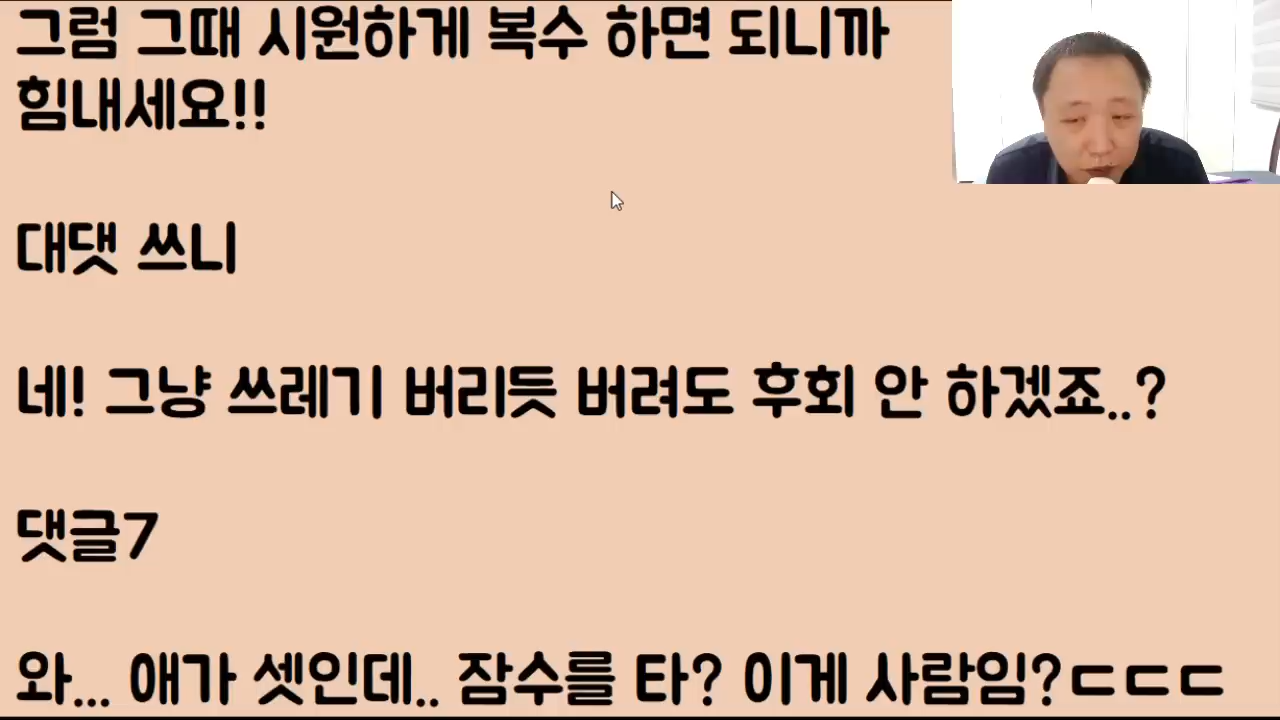 그럼 그때 시원하게 복수 하면 되니까
힘내세요!!
대댓 쓰니
네! 그냥 쓰레기 버리듯 버려도 후회 안 하겠죠..?
댓글7
와... 애가 셋인데.. 잠수를 타? 이게 사람임?ㄷㄷㄷ